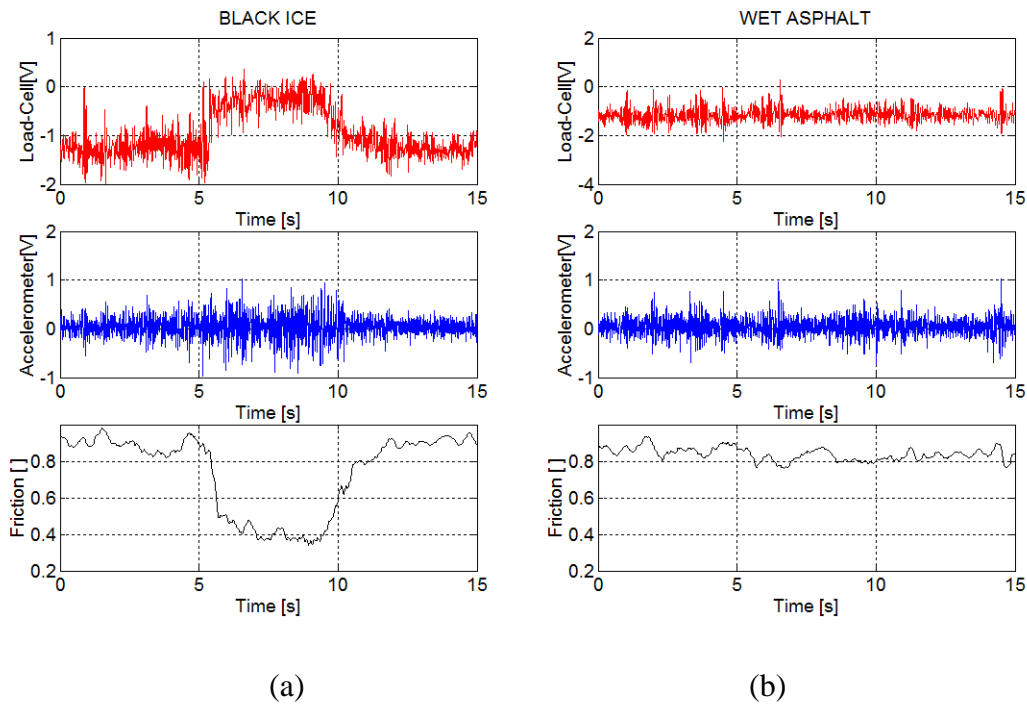 BLACK ICE
1
0
-1
-2
Load-Cell[V]
0 5 10 15
Time [s]
2
1
0
-1
Accelerometer[V]
0 5 10 15
Time [s]
0.8
0.6
0.4
0.2
Friction [ ]
0 5 10 15
Time [s]
(a)
WET ASPHALT
2
0
-2
-4
Load-Cell[V]
0 5 10 15
Time [s]
2
1
0
-1
Accelerometer[V]
0 5 10 15
Time [s]
0.8
0.6
0.4
0.2
Friction [ ]
0 5 10 15
Time [s]
(b)